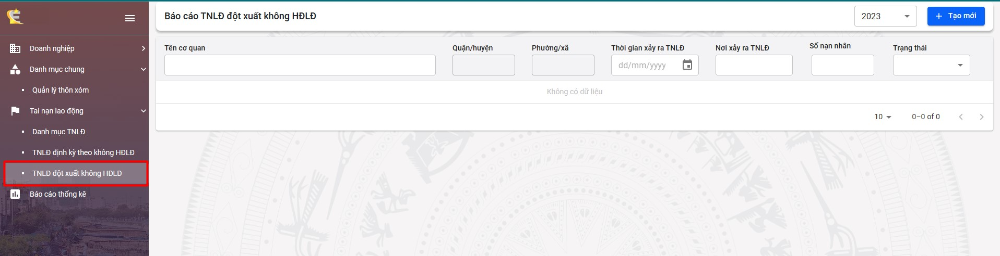 Báo cáo TNLĐ đột xuất không HĐLĐ
2023
Tạo mới
Doanh nghiệp
Danh mục chung
Quản lý thôn xóm
Tai nạn lao động
Danh mục TNLĐ
TNLĐ định kỳ theo không HĐLĐ
TNLĐ đột xuất không HĐLD
Báo cáo thống kê
Tên cơ quan
Quận/huyện
Phường/xã
Thời gian xảy ra TNLĐ
Nơi xảy ra TNLĐ
Số nạn nhân
Trạng thái
dd/mm/yyyy
Không có dữ liệu
10
0–0 of 0